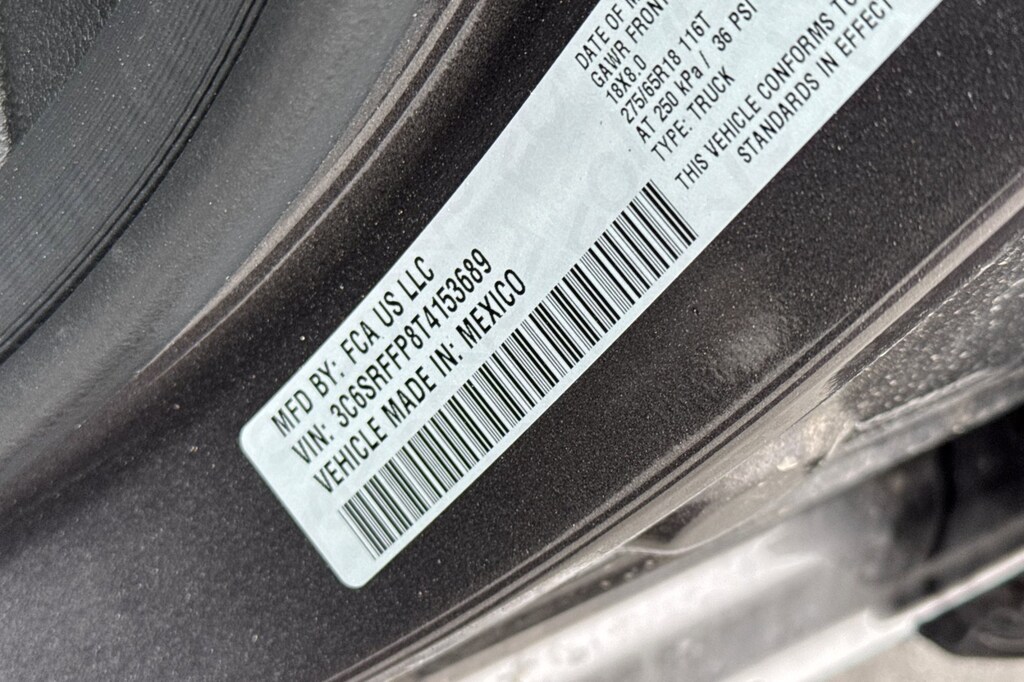 MFD BY: FCA US LLC
VIN: 3C6SRFFP8T4153689
VEHICLE MADE IN: MEXICO
DATE OF M
GAWR FRONT
18X8.0
275/65R18 116T
AT 250 kPa / 36 PSI
TYPE: TRUCK
THIS VEHICLE CONFORMS TO
STANDARDS IN EFFECT